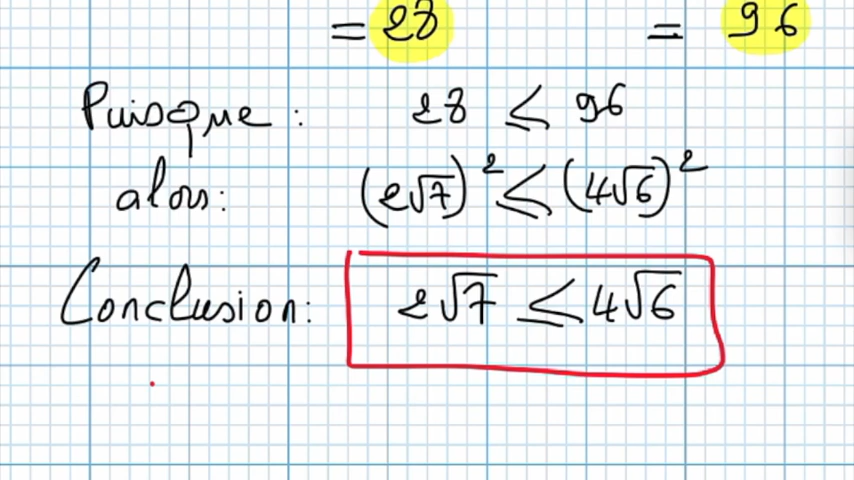 = 28 = 96
Puisque : 28 ≤ 96
alors : (2√7)² ≤ (4√6)²
Conclusion : 2√7 ≤ 4√6